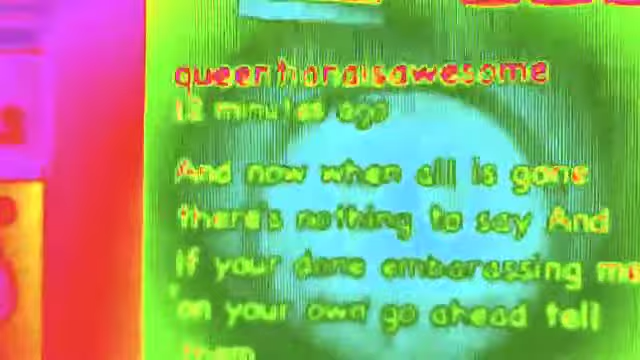 12 minutes ago
And now when all is gone
there's nothing to say And
If your done embarassing me
on your own go ahead tell
them